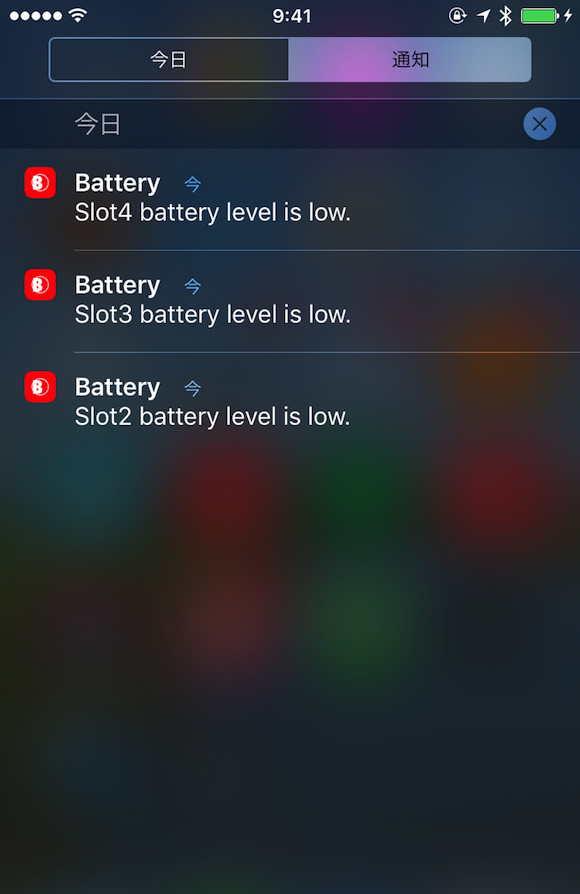 9:41
今日
通知
今日
Battery 今
Slot4 battery level is low.
Battery 今
Slot3 battery level is low.
Battery 今
Slot2 battery level is low.